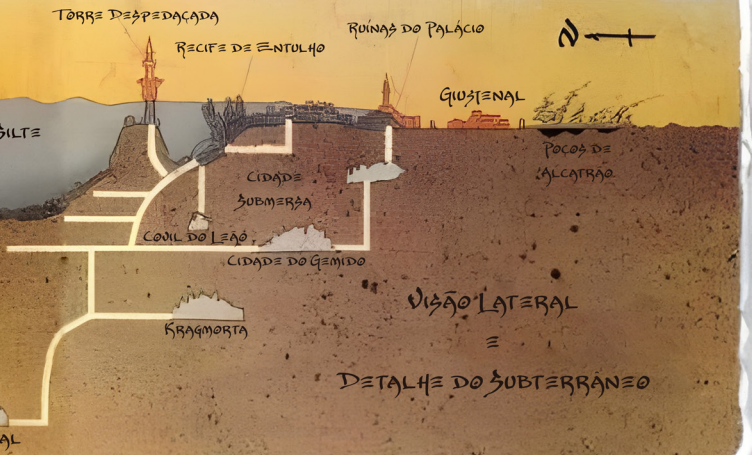 Torre Despedaçada
Recife de Entulho
Ruínas do Palácio
N
Giustenal
Silte
Poços de
Alcatrão
Cidade
Submersa
Covil do Leão
Cidade do Gemido
Visão Lateral
e
Kragmorta
Detalhe do Subterrâneo
al